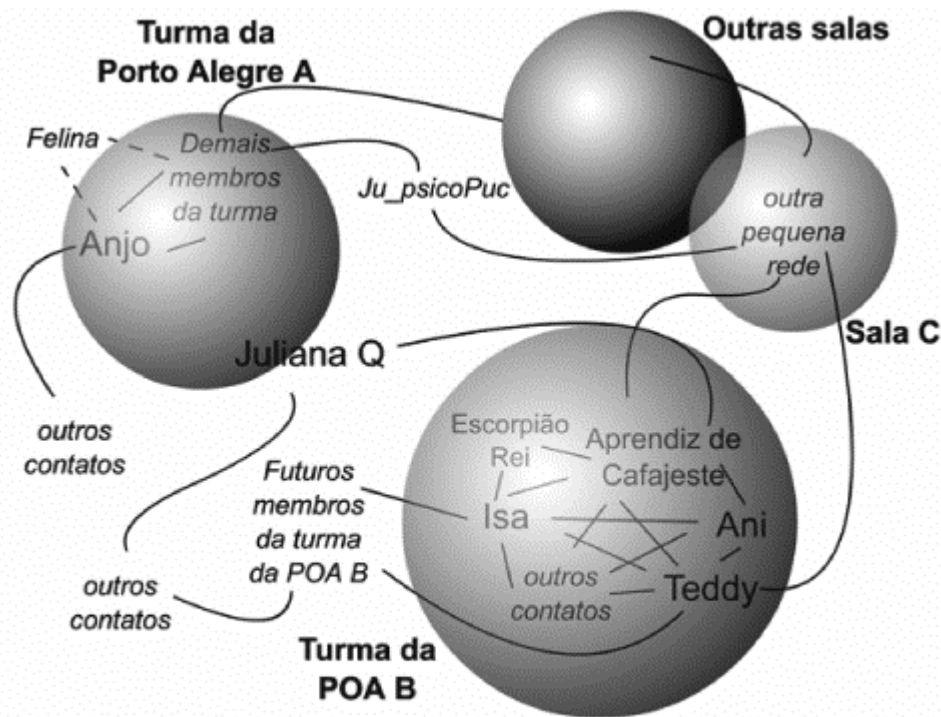 Turma da
Porto Alegre A
Outras salas
Felina
Demais
membros
da turma
Anjo
Ju_psicoPuc
outra
pequena
rede
Sala C
Juliana Q
outros
contatos
Escorpião
Rei
Aprendiz de
Cafajeste
Futuros
membros
da turma
da POA B
Isa
Ani
outros
contatos
Teddy
outros
contatos
Turma da
POA B